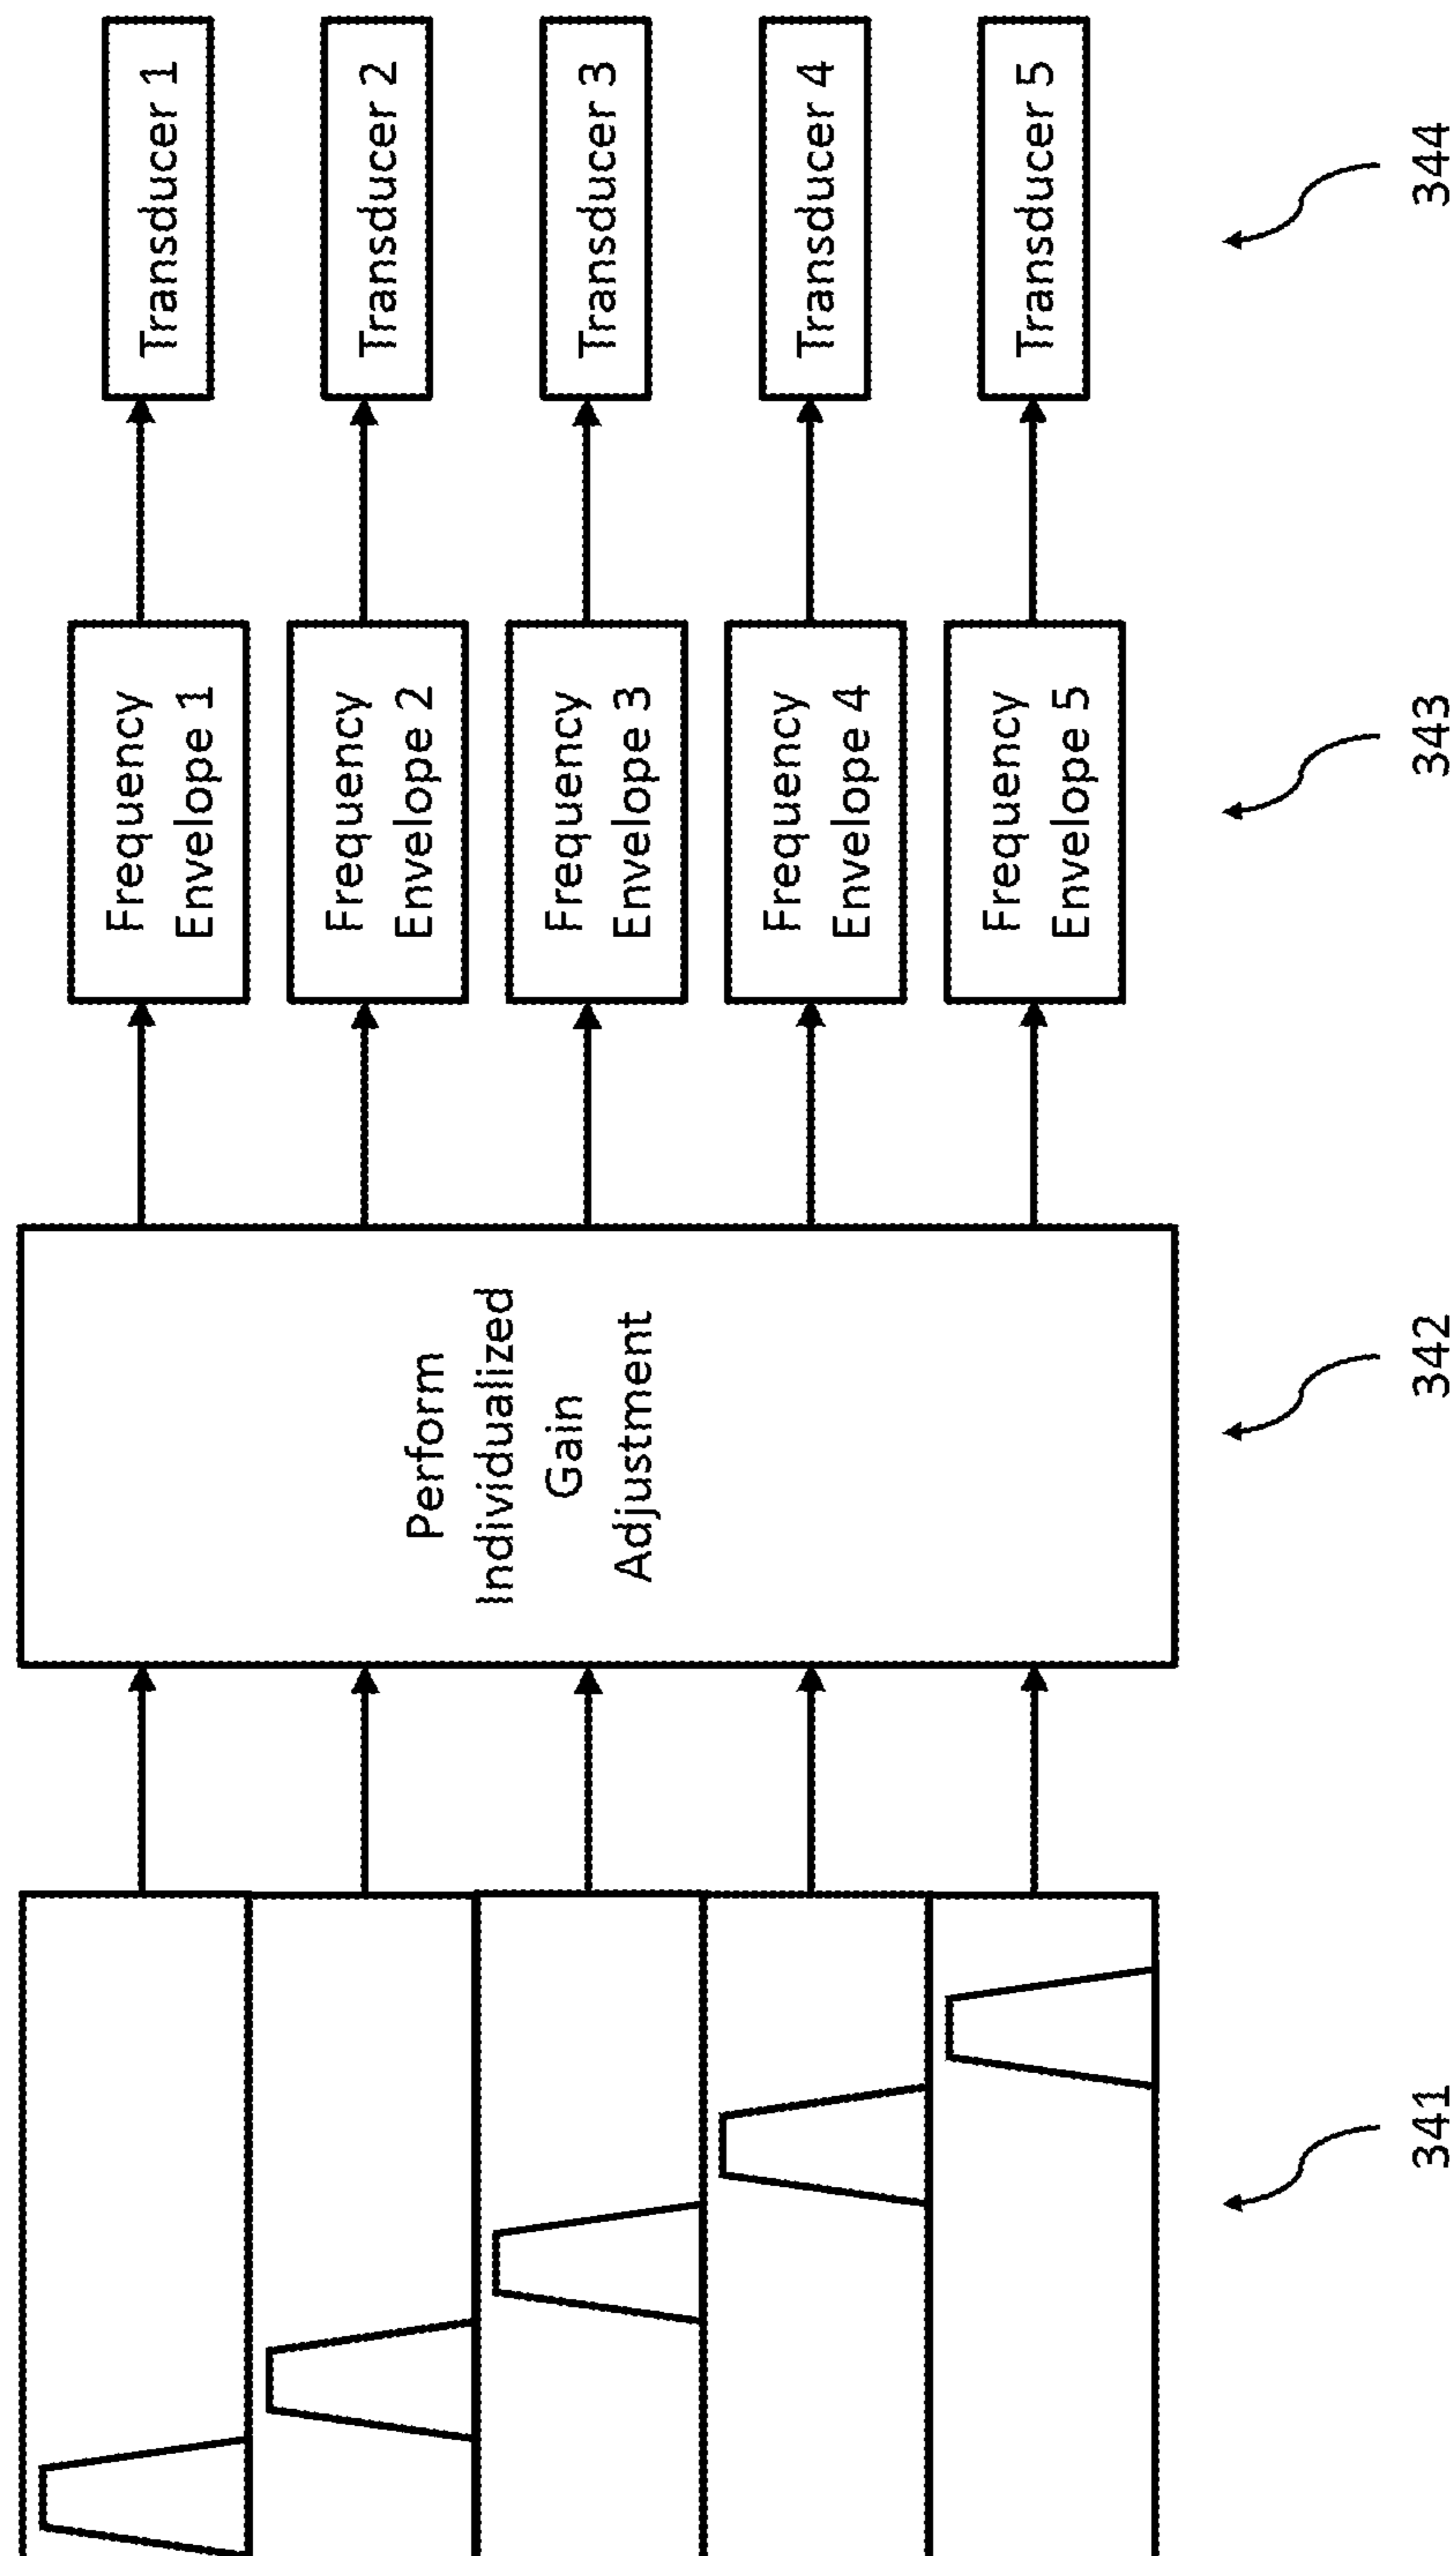 Perform
Individualized
Gain
Adjustment
Frequency
Envelope 1
Frequency
Envelope 2
Frequency
Envelope 3
Frequency
Envelope 4
Frequency
Envelope 5
Transducer 1
Transducer 2
Transducer 3
Transducer 4
Transducer 5
341
342
343
344